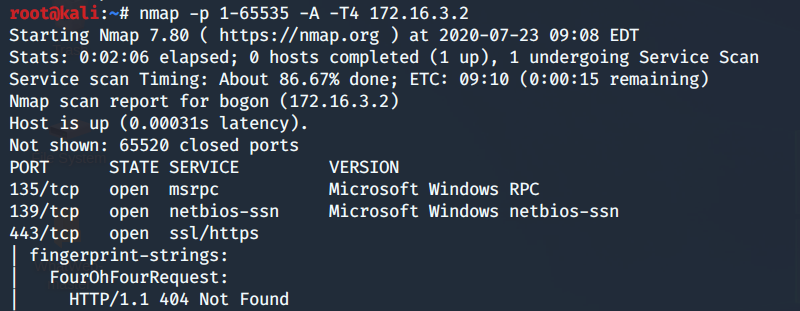 root@kali:~# nmap -p 1-65535 -A -T4 172.16.3.2
Starting Nmap 7.80 ( https://nmap.org ) at 2020-07-23 09:08 EDT
Stats: 0:02:06 elapsed; 0 hosts completed (1 up), 1 undergoing Service Scan
Service scan Timing: About 86.67% done; ETC: 09:10 (0:00:15 remaining)
Nmap scan report for bogon (172.16.3.2)
Host is up (0.00031s latency).
Not shown: 65520 closed ports
PORT      STATE SERVICE         VERSION
135/tcp   open  msrpc           Microsoft Windows RPC
139/tcp   open  netbios-ssn     Microsoft Windows netbios-ssn
443/tcp   open  ssl/https
| fingerprint-strings:
|   FourOhFourRequest:
|     HTTP/1.1 404 Not Found